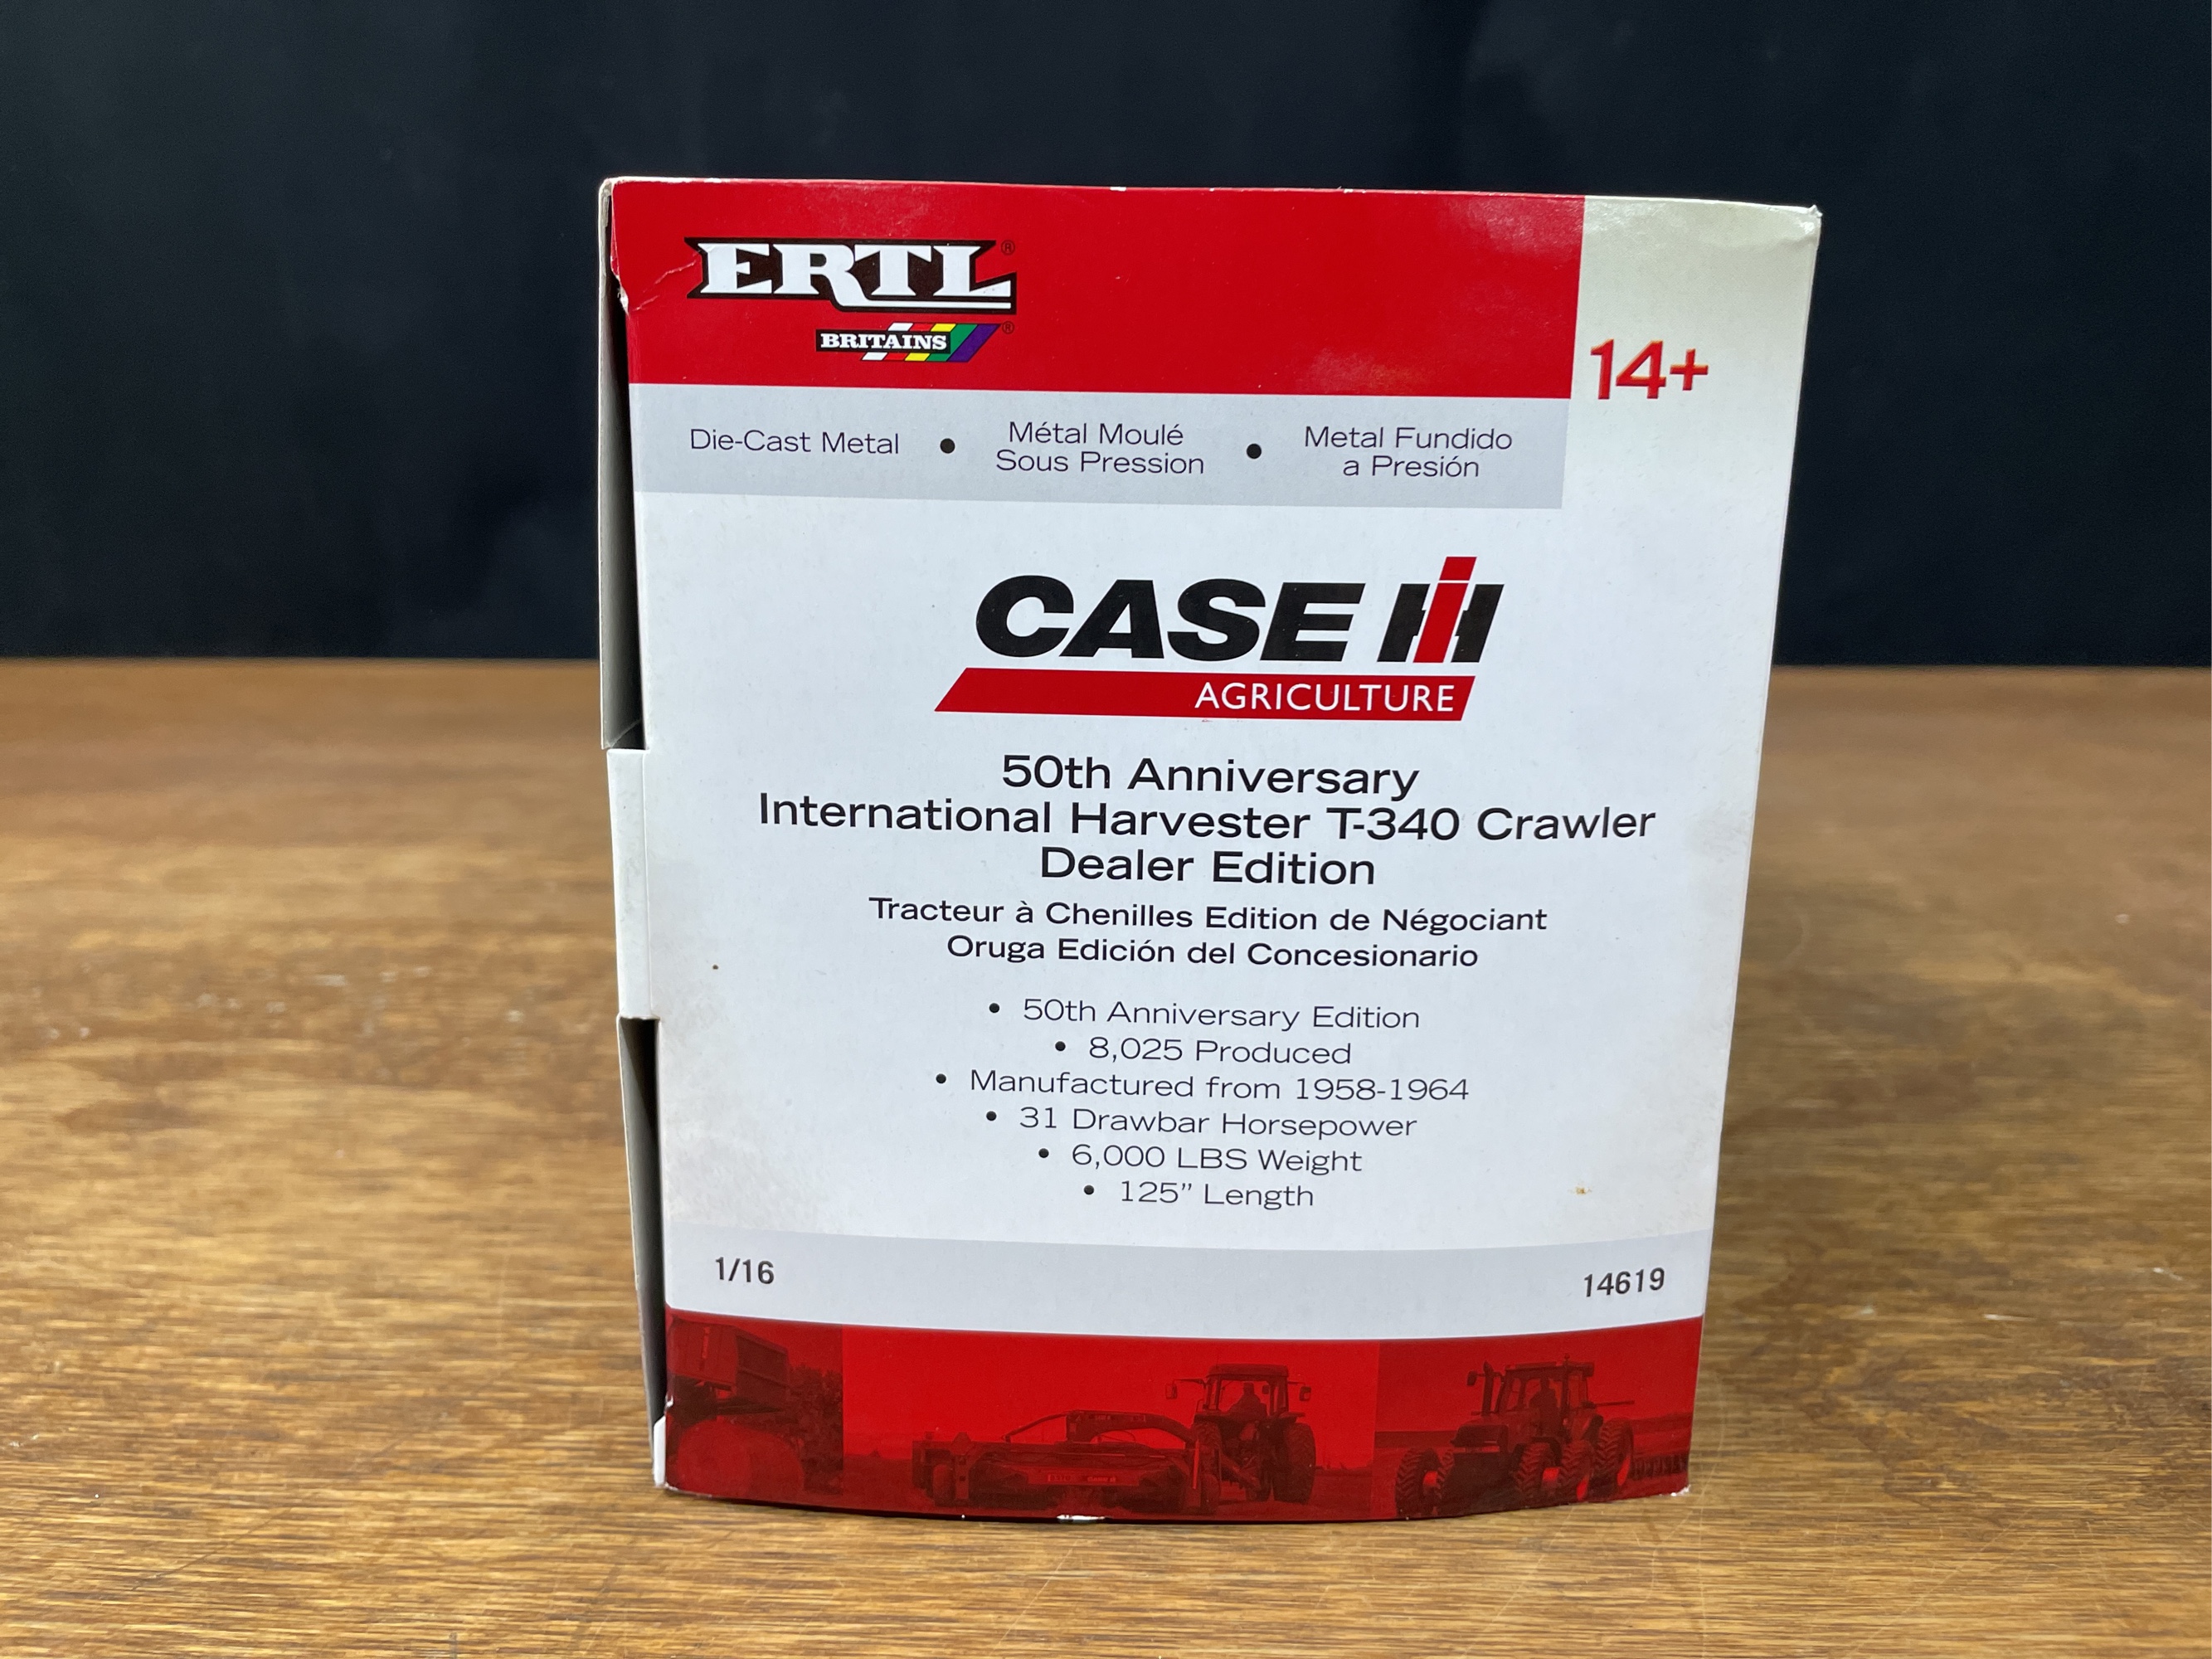 ERTL®
BRITAINS®
14+
Die-Cast Metal • Métal Moulé Sous Pression • Metal Fundido a Presión
CASE IH
AGRICULTURE
50th Anniversary
International Harvester T-340 Crawler
Dealer Edition
Tracteur à Chenilles Edition de Négociant
Oruga Edición del Concesionario
• 50th Anniversary Edition
• 8,025 Produced
• Manufactured from 1958-1964
• 31 Drawbar Horsepower
• 6,000 LBS Weight
• 125” Length
1/16
14619